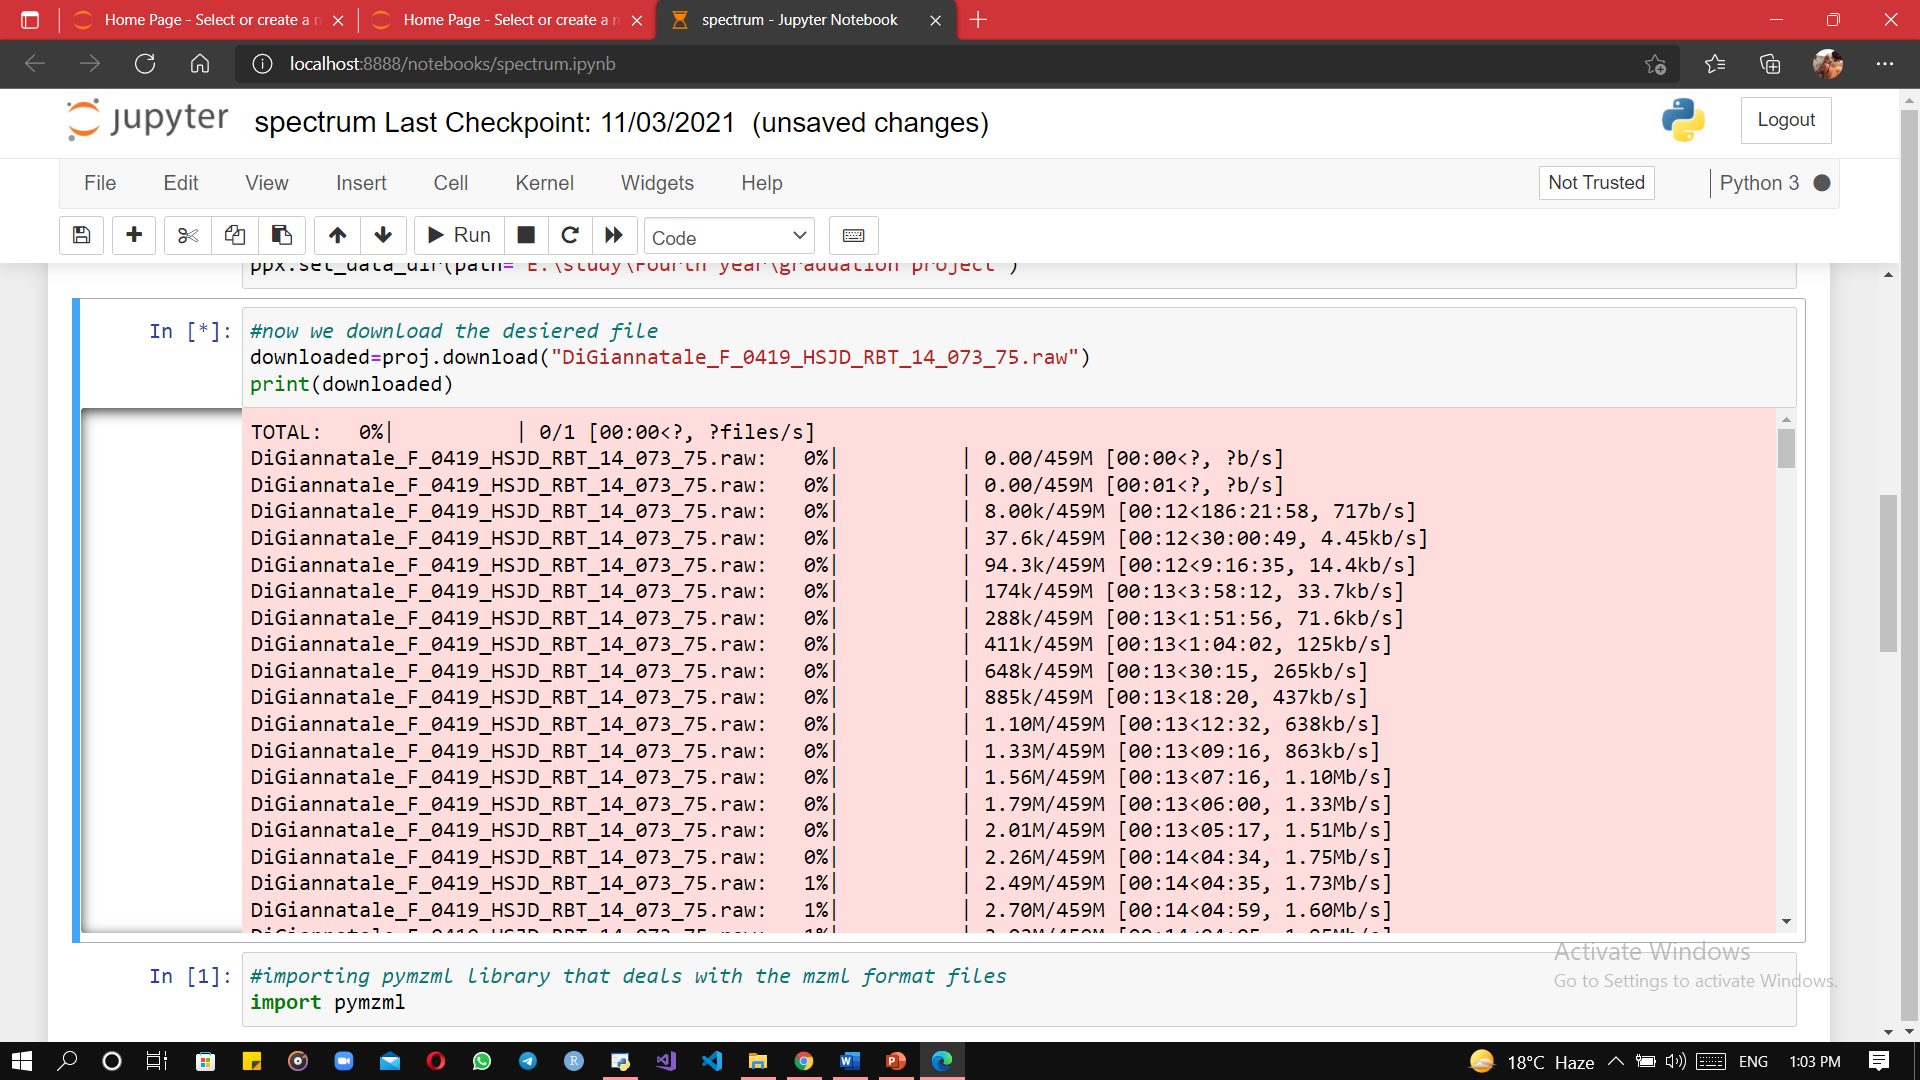 Home Page - Select or create a n
Home Page - Select or create a n
spectrum - Jupyter Notebook
localhost:8888/notebooks/spectrum.ipynb
jupyter spectrum Last Checkpoint: 11/03/2021 (unsaved changes)
Logout
File Edit View Insert Cell Kernel Widgets Help
Not Trusted
Python 3
Run
Code
ppx.set_data_dir(path="E:\study\Fourth year\graduation project")
In [*]: #now we download the desiered file
downloaded=proj.download("DiGiannatale_F_0419_HSJD_RBT_14_073_75.raw")
print(downloaded)
TOTAL: 0%| | 0/1 [00:00<?, ?files/s]
DiGiannatale_F_0419_HSJD_RBT_14_073_75.raw: 0%| | 0.00/459M [00:00<?, ?b/s]
DiGiannatale_F_0419_HSJD_RBT_14_073_75.raw: 0%| | 0.00/459M [00:01<?, ?b/s]
DiGiannatale_F_0419_HSJD_RBT_14_073_75.raw: 0%| | 8.00k/459M [00:12<186:21:58, 717b/s]
DiGiannatale_F_0419_HSJD_RBT_14_073_75.raw: 0%| | 37.6k/459M [00:12<30:00:49, 4.45kb/s]
DiGiannatale_F_0419_HSJD_RBT_14_073_75.raw: 0%| | 94.3k/459M [00:12<9:16:35, 14.4kb/s]
DiGiannatale_F_0419_HSJD_RBT_14_073_75.raw: 0%| | 174k/459M [00:13<3:58:12, 33.7kb/s]
DiGiannatale_F_0419_HSJD_RBT_14_073_75.raw: 0%| | 288k/459M [00:13<1:51:56, 71.6kb/s]
DiGiannatale_F_0419_HSJD_RBT_14_073_75.raw: 0%| | 411k/459M [00:13<1:04:02, 125kb/s]
DiGiannatale_F_0419_HSJD_RBT_14_073_75.raw: 0%| | 648k/459M [00:13<30:15, 265kb/s]
DiGiannatale_F_0419_HSJD_RBT_14_073_75.raw: 0%| | 885k/459M [00:13<18:20, 437kb/s]
DiGiannatale_F_0419_HSJD_RBT_14_073_75.raw: 0%| | 1.10M/459M [00:13<12:32, 638kb/s]
DiGiannatale_F_0419_HSJD_RBT_14_073_75.raw: 0%| | 1.33M/459M [00:13<09:16, 863kb/s]
DiGiannatale_F_0419_HSJD_RBT_14_073_75.raw: 0%| | 1.56M/459M [00:13<07:16, 1.10Mb/s]
DiGiannatale_F_0419_HSJD_RBT_14_073_75.raw: 0%| | 1.79M/459M [00:13<06:00, 1.33Mb/s]
DiGiannatale_F_0419_HSJD_RBT_14_073_75.raw: 0%| | 2.01M/459M [00:13<05:17, 1.51Mb/s]
DiGiannatale_F_0419_HSJD_RBT_14_073_75.raw: 0%| | 2.26M/459M [00:14<04:34, 1.75Mb/s]
DiGiannatale_F_0419_HSJD_RBT_14_073_75.raw: 1%| | 2.49M/459M [00:14<04:35, 1.73Mb/s]
DiGiannatale_F_0419_HSJD_RBT_14_073_75.raw: 1%| | 2.70M/459M [00:14<04:59, 1.60Mb/s]
Activate Windows
Go to Settings to activate Windows.
In [1]: #importing pymzml library that deals with the mzml format files
import pymzml
18°C Haze
ENG
1:03 PM